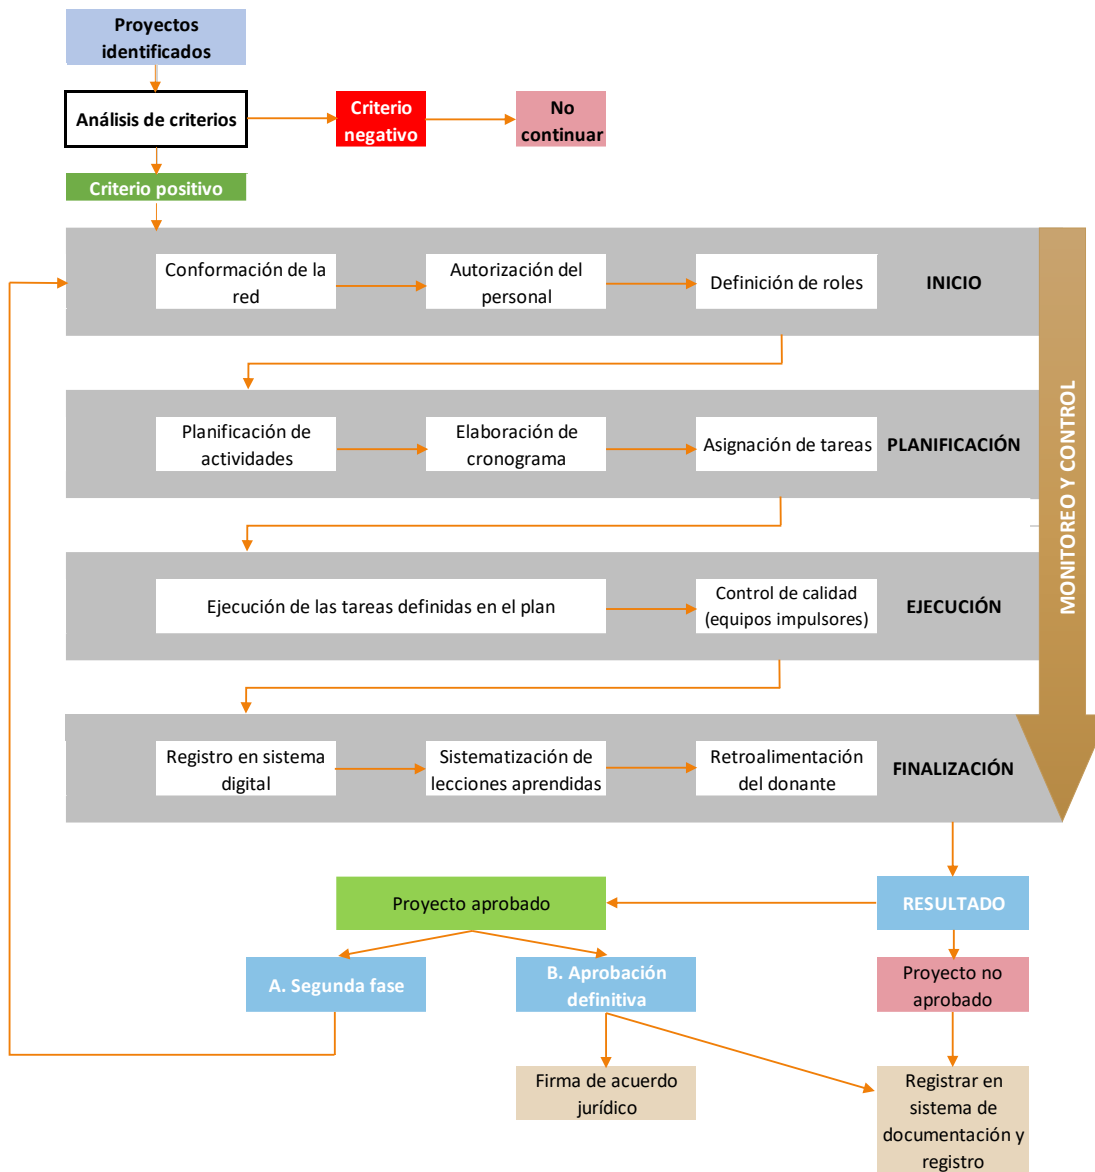 Proyectos
identificados
Análisis de criterios
Criterio
negativo
No
continuar
Criterio positivo
Conformación de la
red
Autorización del
personal
Definición de roles
INICIO
Planificación de
actividades
Elaboración de
cronograma
Asignación de tareas
PLANIFICACIÓN
Ejecución de las tareas definidas en el plan
Control de calidad
(equipos impulsores)
EJECUCIÓN
Registro en sistema
digital
Sistematización de
lecciones aprendidas
Retroalimentación
del donante
FINALIZACIÓN
MONITOREO Y CONTROL
Proyecto aprobado
RESULTADO
A. Segunda fase
B. Aprobación
definitiva
Proyecto no
aprobado
Firma de acuerdo
jurídico
Registrar en
sistema de
documentación y
registro